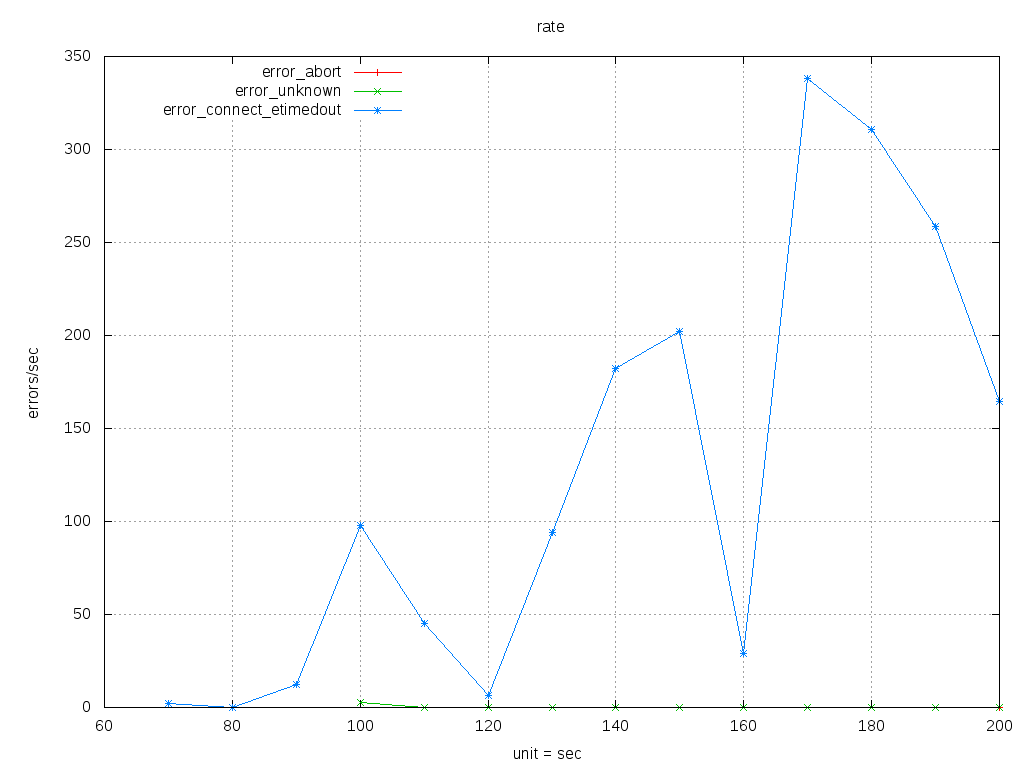 rate
350
300
250
200
150
100
50
0
errors/sec
error_abort
error_unknown
error_connect_etimedout
60 80 100 120 140 160 180 200
unit = sec